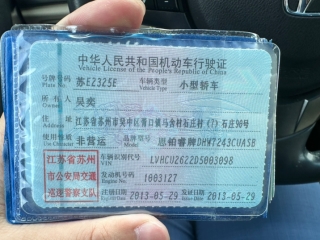 中华人民共和国机动车行驶证
Vehicle License of the People's Republic of China
号牌号码 苏E2325E 车辆类型 小型轿车
Plate No. Vehicle Type
所有人 吴奕
Owner
住址 江苏省苏州市吴中区胥口镇马舍村石庄村(7)石庄90号
Address
使用性质 非营运 品牌型号 思铂睿牌DHW7243CUASB
Use Character Model
江苏省苏州 车辆识别代号 LVHCU262ZD5003098
VIN
市公安局交通 发动机号码 1003127
Engine No.
巡逻警察支队 注册日期 2013-05-29 发证日期 2013-05-29
Register Date Issue Date